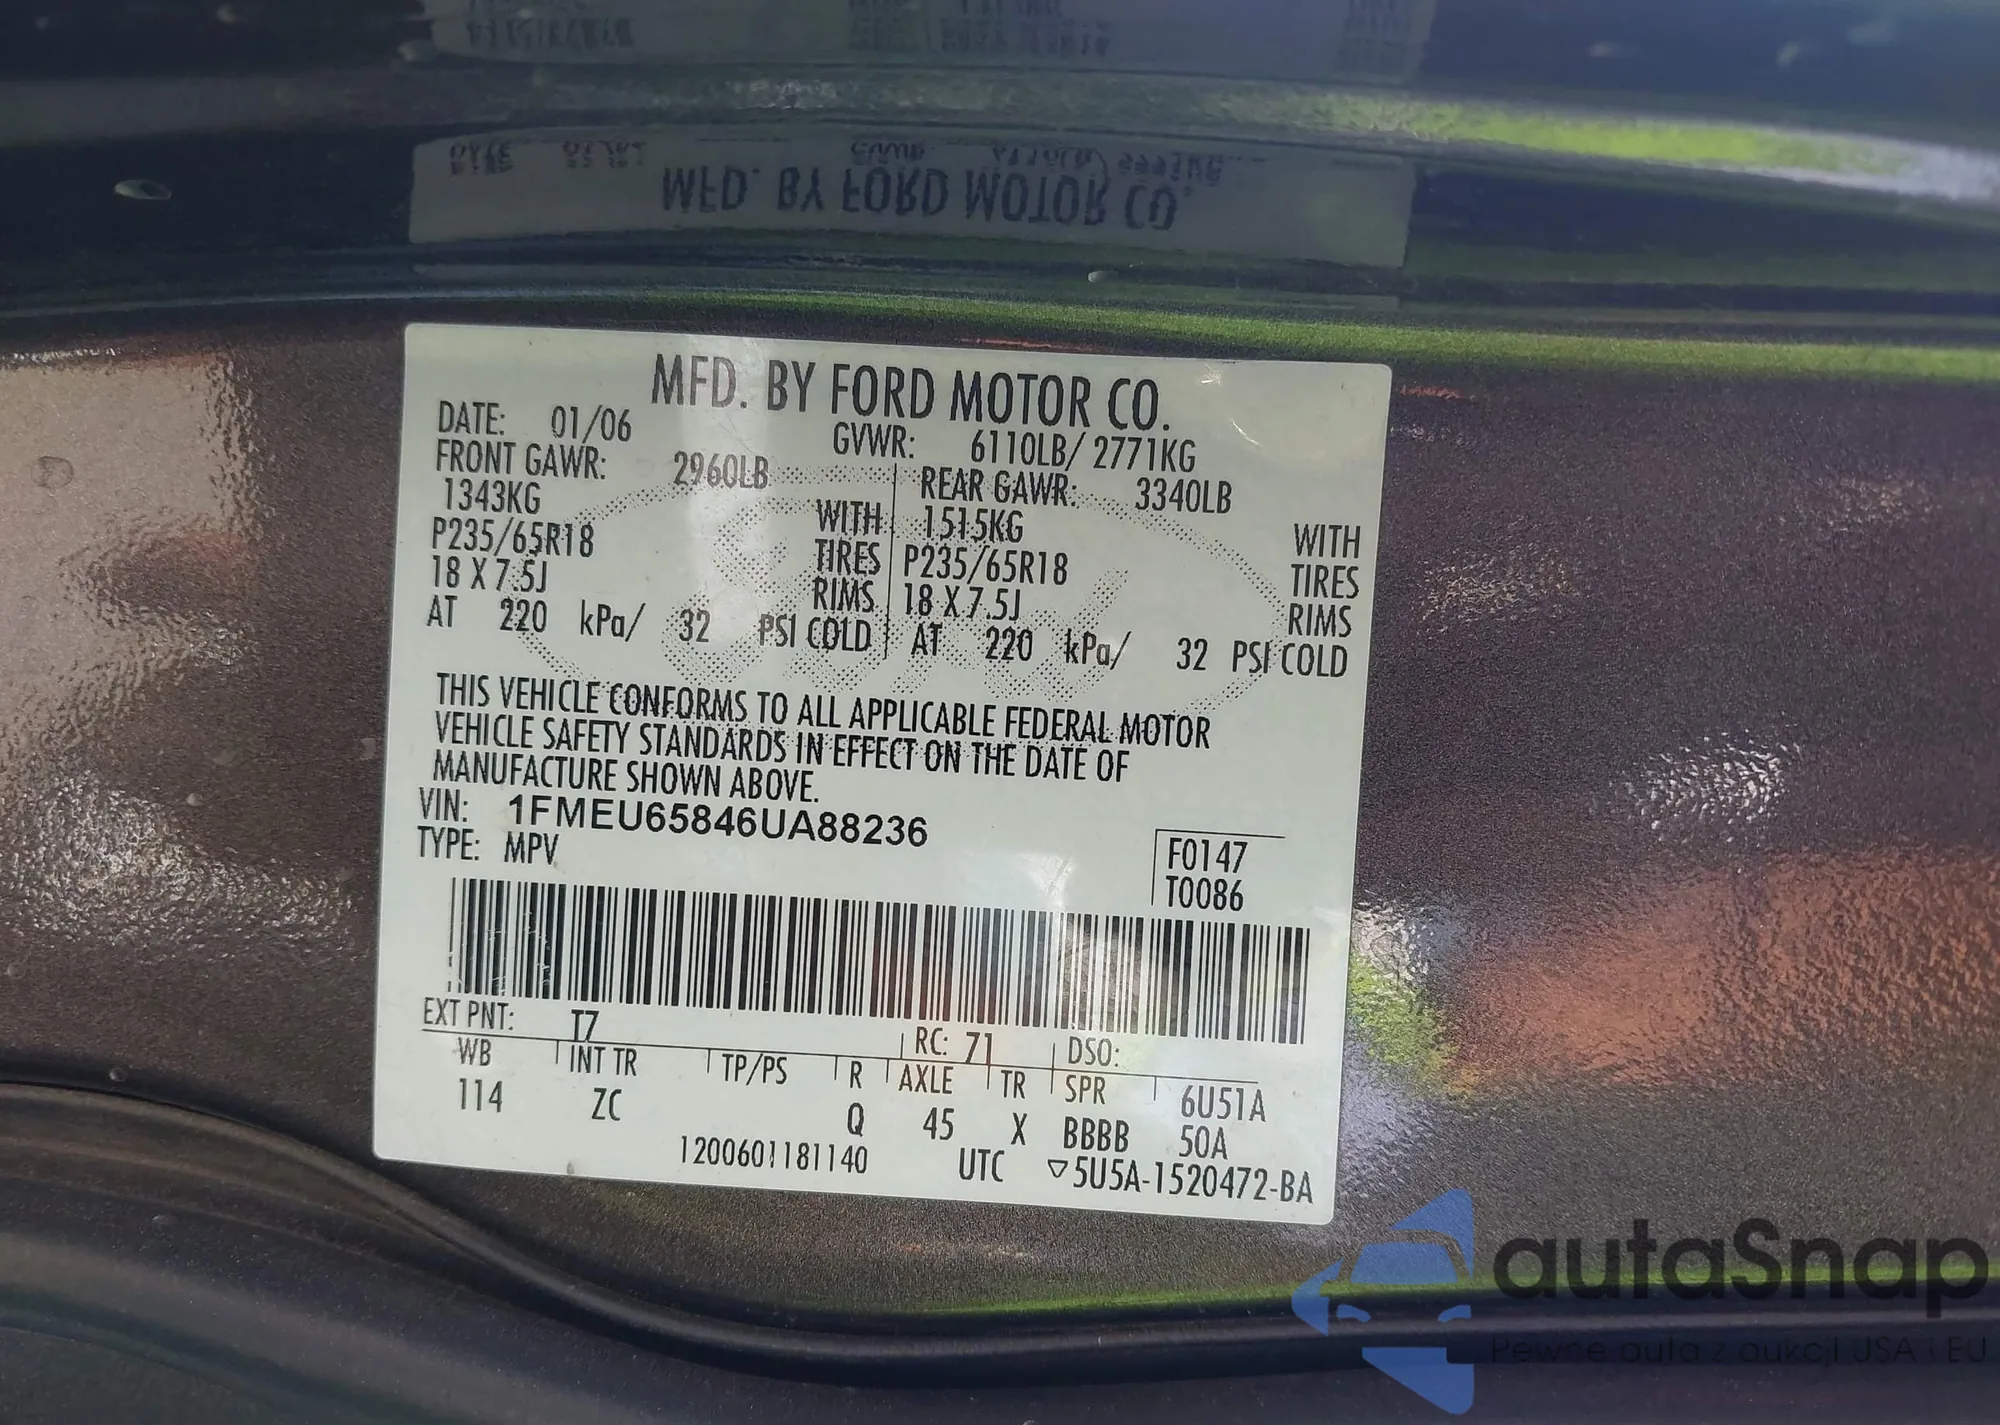 MFD. BY FORD MOTOR CO.
MFD. BY FORD MOTOR CO.
DATE: 01/06 GVWR: 6110LB/ 2771KG
FRONT GAWR: 2960LB REAR GAWR: 3340LB
1343KG WITH 1515KG WITH
P235/65R18 TIRES P235/65R18 TIRES
18 X 7.5J RIMS 18 X 7.5J RIMS
AT 220 kPa/ 32 PSI COLD AT 220 kPa/ 32 PSI COLD
THIS VEHICLE CONFORMS TO ALL APPLICABLE FEDERAL MOTOR
VEHICLE SAFETY STANDARDS IN EFFECT ON THE DATE OF
MANUFACTURE SHOWN ABOVE.
VIN: 1FMEU65846UA88236
TYPE: MPV
F0147
T0086
EXT PNT: T7 RC: 71 DSO:
WB INT TR TP/PS R AXLE TR SPR 6U51A
114 ZC Q 45 X BBBB 50A
1200601181140 UTC ▽5U5A-1520472-BA
autaSnap
Pewne auta z aukcji USA i EU